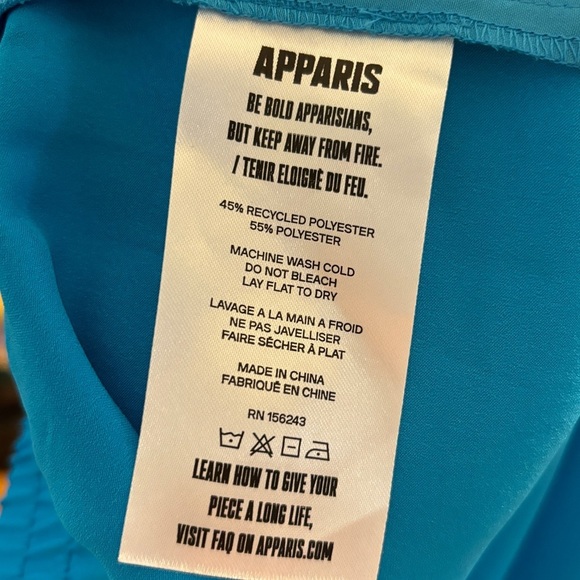 APPARIS
BE BOLD APPARISIANS,
BUT KEEP AWAY FROM FIRE.
/ TENIR ELOIGNÉ DU FEU.
45% RECYCLED POLYESTER
55% POLYESTER
MACHINE WASH COLD
DO NOT BLEACH
LAY FLAT TO DRY
LAVAGE A LA MAIN A FROID
NE PAS JAVELLISER
FAIRE SÉCHER À PLAT
MADE IN CHINA
FABRIQUÉ EN CHINE
RN 156243
LEARN HOW TO GIVE YOUR
PIECE A LONG LIFE,
VISIT FAQ ON APPARIS.COM